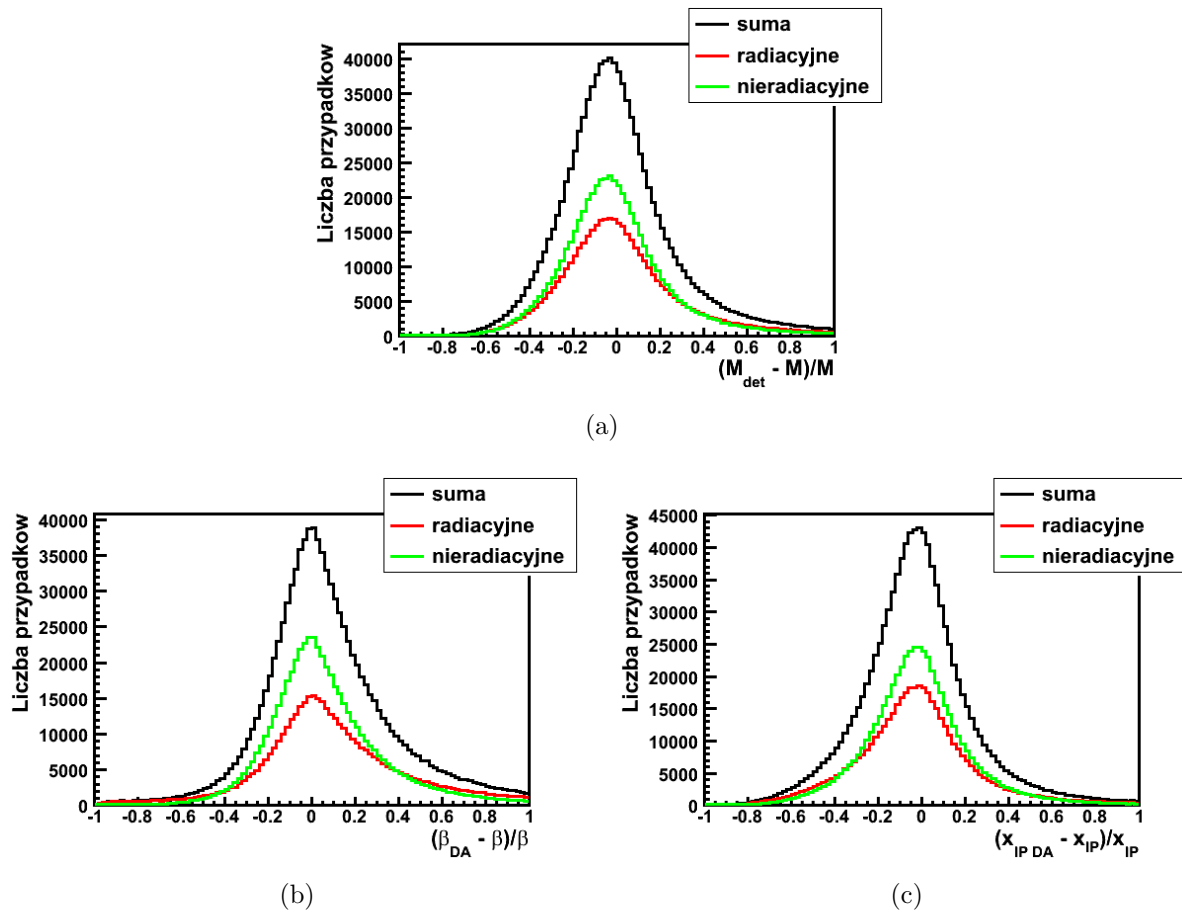 suma
radiacyjne
nieradiacyjne
Liczba przypadkow
40000
35000
30000
25000
20000
15000
10000
5000
0
-1 -0.8 -0.6 -0.4 -0.2 0 0.2 0.4 0.6 0.8 1
(M_det - M)/M
(a)
suma
radiacyjne
nieradiacyjne
Liczba przypadkow
40000
35000
30000
25000
20000
15000
10000
5000
0
-1 -0.8 -0.6 -0.4 -0.2 0 0.2 0.4 0.6 0.8 1
(β_DA - β)/β
(b)
suma
radiacyjne
nieradiacyjne
Liczba przypadkow
45000
40000
35000
30000
25000
20000
15000
10000
5000
0
-1 -0.8 -0.6 -0.4 -0.2 0 0.2 0.4 0.6 0.8 1
(x_IP DA - x_IP)/x_IP
(c)